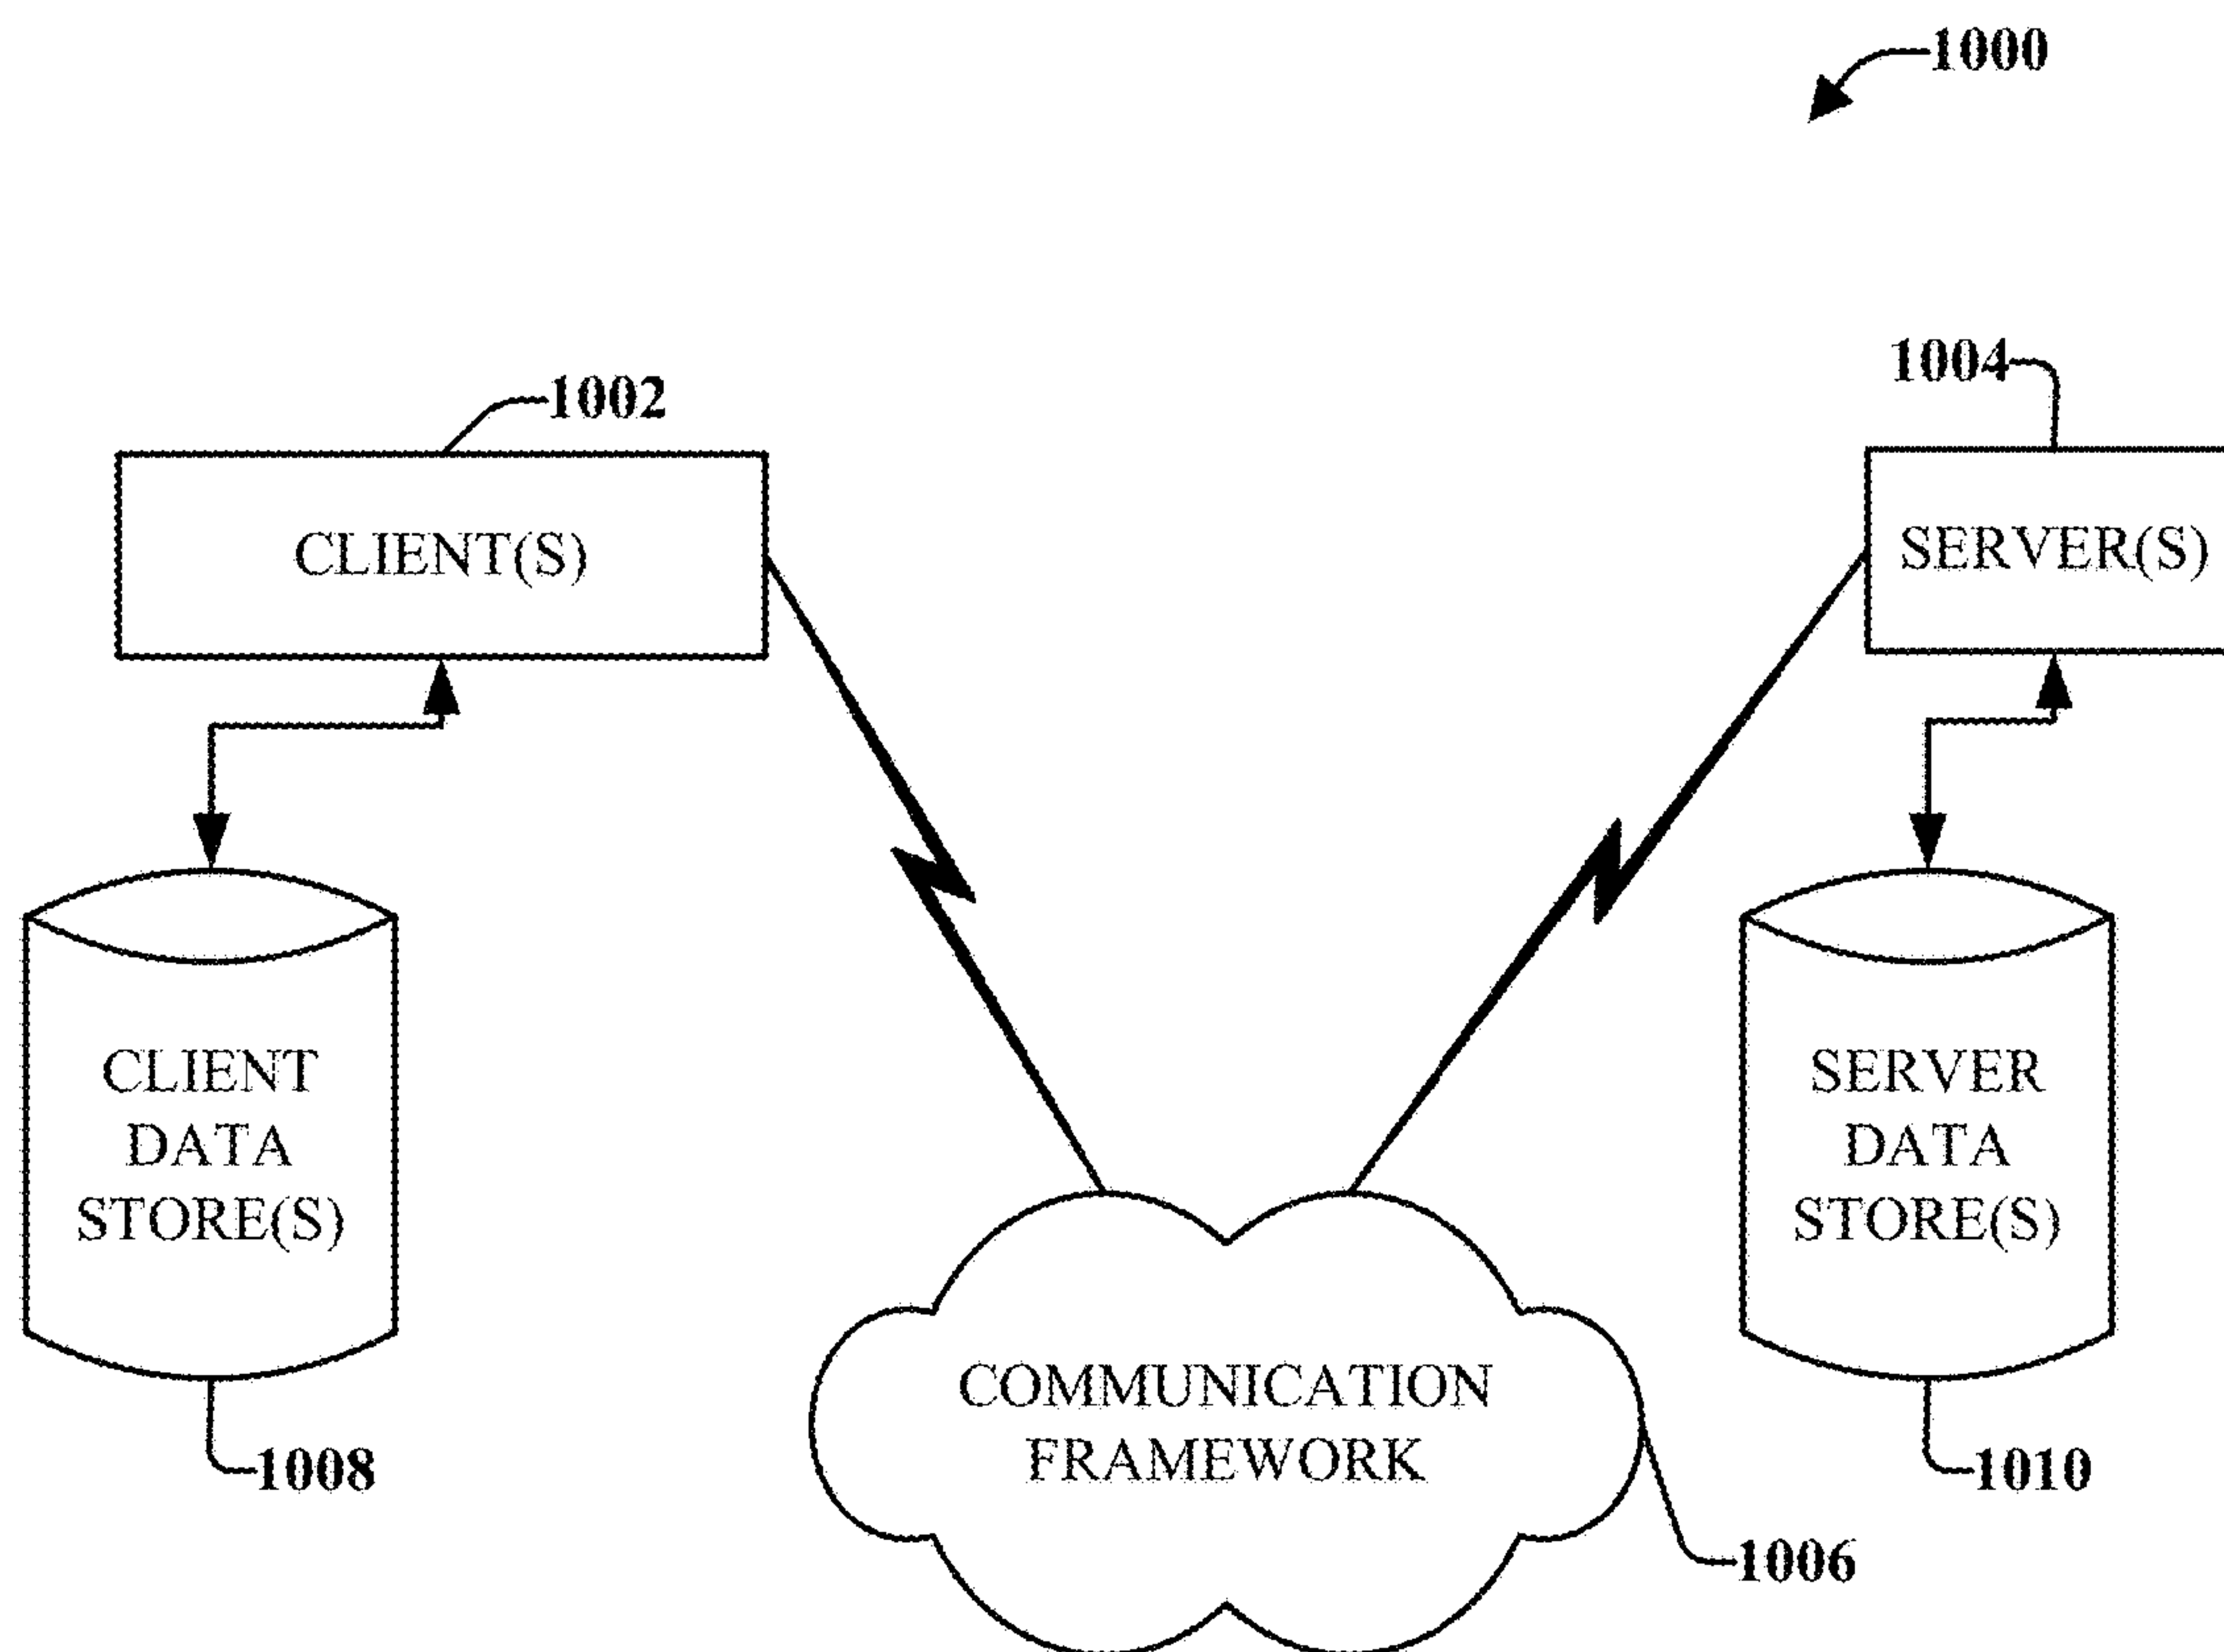 1000
1002
1004
CLIENT(S)
SERVER(S)
CLIENT
DATA
STORE(S)
SERVER
DATA
STORE(S)
COMMUNICATION
FRAMEWORK
1008
1010
1006